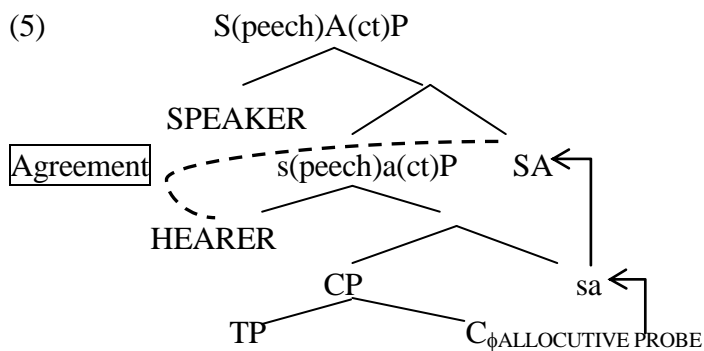 (5) S(peech)A(ct)P
SPEAKER
Agreement s(peech)a(ct)P SA
HEARER
CP sa
TP CϕALLOCUTIVE PROBE